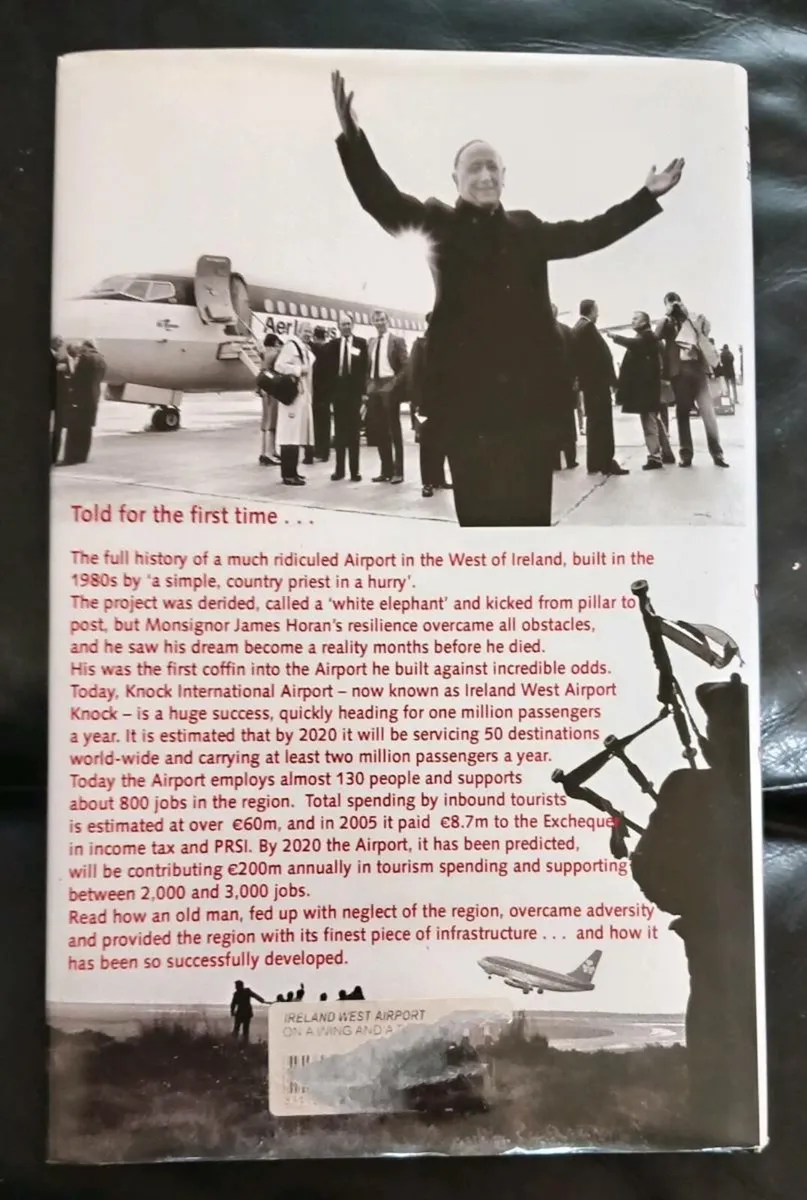 Told for the first time . . .
The full history of a much ridiculed Airport in the West of Ireland, built in the
1980s by 'a simple, country priest in a hurry'.
The project was derided, called a 'white elephant' and kicked from pillar to
post, but Monsignor James Horan's resilience overcame all obstacles,
and he saw his dream become a reality months before he died.
His was the first coffin into the Airport he built against incredible odds.
Today, Knock International Airport – now known as Ireland West Airport
Knock – is a huge success, quickly heading for one million passengers
a year. It is estimated that by 2020 it will be servicing 50 destinations
world-wide and carrying at least two million passengers a year.
Today the Airport employs almost 130 people and supports
about 800 jobs in the region. Total spending by inbound tourists
is estimated at over €60m, and in 2005 it paid €8.7m to the Exchequer
in income tax and PRSI. By 2020 the Airport, it has been predicted,
will be contributing €200m annually in tourism spending and supporting
between 2,000 and 3,000 jobs.
Read how an old man, fed up with neglect of the region, overcame adversity
and provided the region with its finest piece of infrastructure . . . and how it
has been so successfully developed.
IRELAND WEST AIRPORT
ON A WING AND A